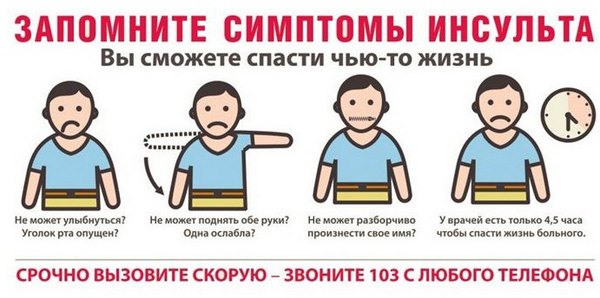 ЗАПОМНИТЕ СИМПТОМЫ ИНСУЛЬТА
Вы сможете спасти чью-то жизнь
Не может улыбнуться?
Уголок рта опущен?
Не может поднять обе руки?
Одна ослабла?
Не может разборчиво
произнести свое имя?
У врачей есть только 4,5 часа
чтобы спасти жизнь больного.
СРОЧНО ВЫЗОВИТЕ СКОРУЮ – ЗВОНИТЕ 103 С ЛЮБОГО ТЕЛЕФОНА